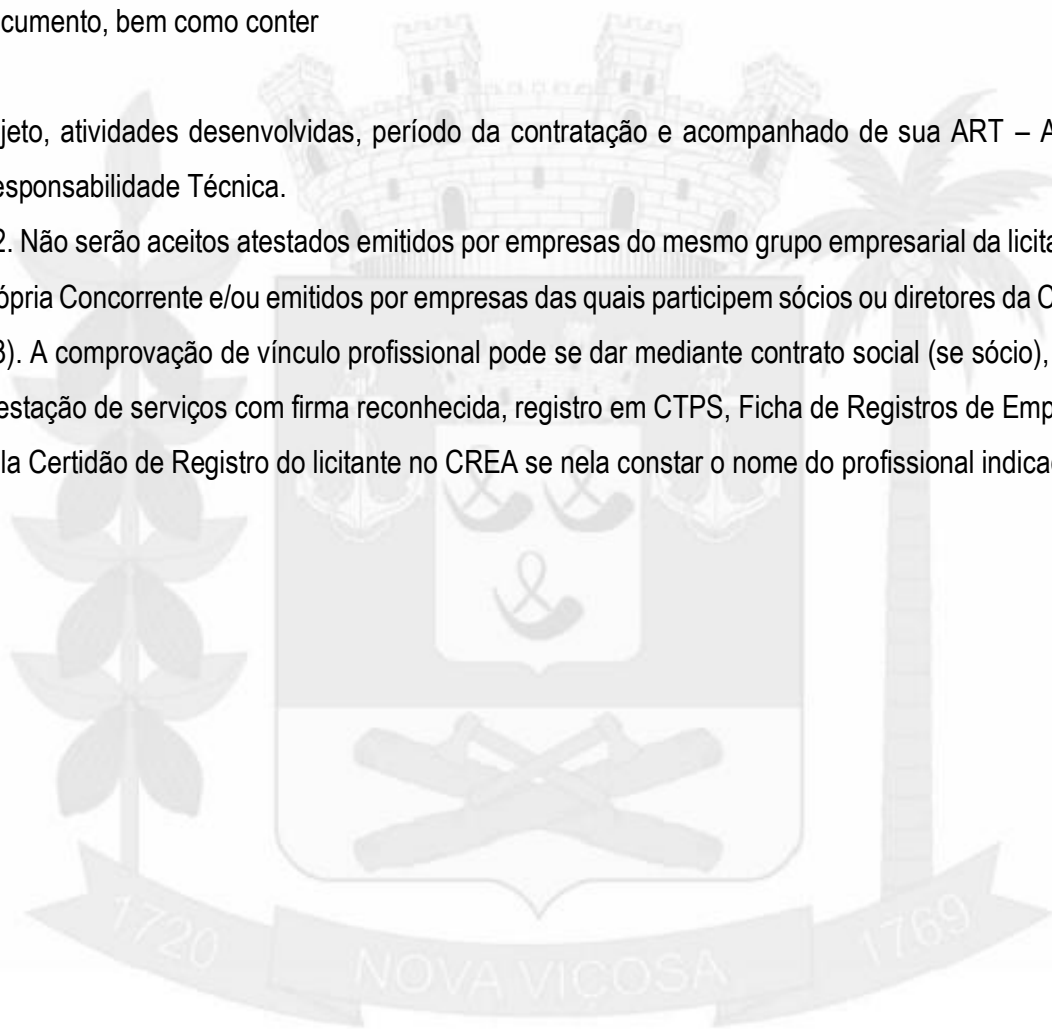 cumento, bem como conter
jeto, atividades desenvolvidas, período da contratação e acompanhado de sua ART – A
esponsabilidade Técnica.
2. Não serão aceitos atestados emitidos por empresas do mesmo grupo empresarial da licita
ópria Concorrente e/ou emitidos por empresas das quais participem sócios ou diretores da C
3). A comprovação de vínculo profissional pode se dar mediante contrato social (se sócio),
estação de serviços com firma reconhecida, registro em CTPS, Ficha de Registros de Emp
la Certidão de Registro do licitante no CREA se nela constar o nome do profissional indica
1720 NOVA VIÇOSA 1769